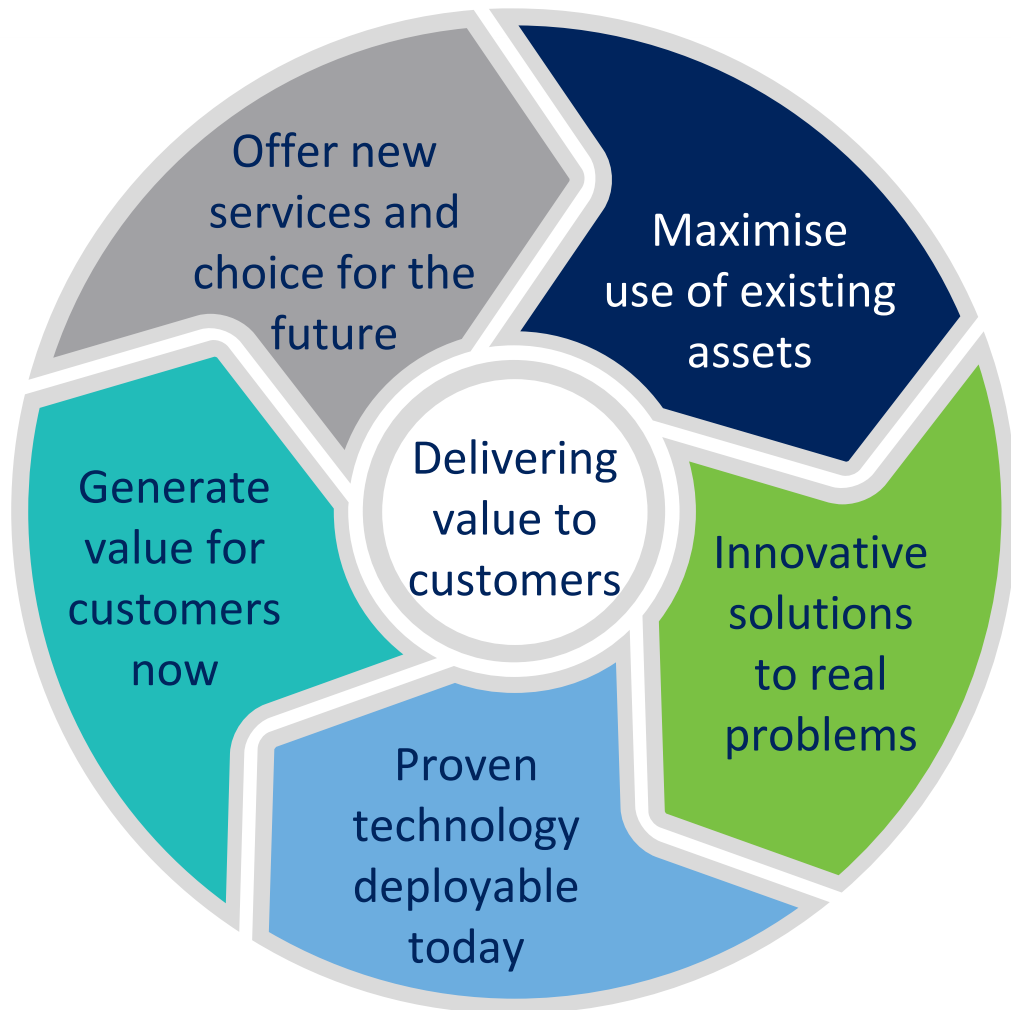 Offer new
services and
choice for the
future
Maximise
use of existing
assets
Delivering
value to
customers
Generate
value for
customers
now
Innovative
solutions
to real
problems
Proven
technology
deployable
today